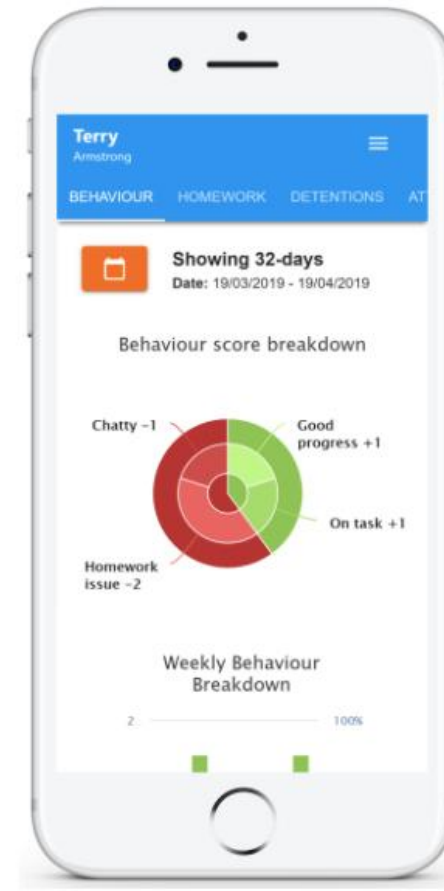 Terry
Armstrong
BEHAVIOUR HOMEWORK DETENTIONS AT
Showing 32-days
Date: 19/03/2019 - 19/04/2019
Behaviour score breakdown
Chatty −1
Good
progress +1
On task +1
Homework
issue −2
Weekly Behaviour
Breakdown
2
100%